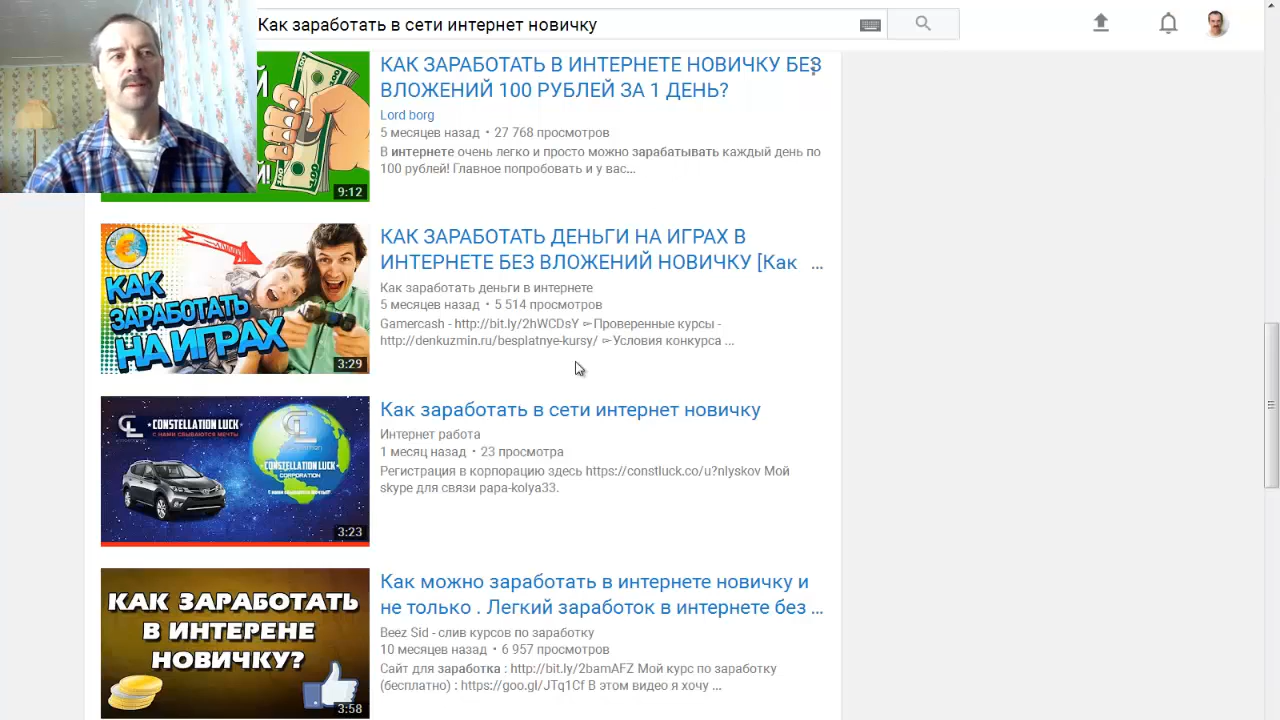 Как заработать в сети интернет новичку
Й
!
9:12
КАК ЗАРАБОТАТЬ В ИНТЕРНЕТЕ НОВИЧКУ БЕЗ
ВЛОЖЕНИЙ 100 РУБЛЕЙ ЗА 1 ДЕНЬ?
Lord borg
5 месяцев назад • 27 768 просмотров
В интернете очень легко и просто можно зарабатывать каждый день по
100 рублей! Главное попробовать и у вас...
КАК
ЗАРАБОТАТЬ
НА ИГРАХ
3:29
КАК ЗАРАБОТАТЬ ДЕНЬГИ НА ИГРАХ В
ИНТЕРНЕТЕ БЕЗ ВЛОЖЕНИЙ НОВИЧКУ [Как ...
Как заработать деньги в интернете
5 месяцев назад • 5 514 просмотров
Gamercash - http://bit.ly/2hWCDsY ➣Проверенные курсы -
http://denkuzmin.ru/besplatnye-kursy/ ➣Условия конкурса ...
CONSTELLATION LUCK
С НАМИ СБЫВАЮТСЯ МЕЧТЫ
CONSTELLATION LUCK
CORPORATION
3:23
Как заработать в сети интернет новичку
Интернет работа
1 месяц назад • 23 просмотра
Регистрация в корпорацию здесь https://constluck.co/u?nlyskov Мой
skype для связи papa-kolya33.
КАК ЗАРАБОТАТЬ
В ИНТЕРЕНЕ
НОВИЧКУ?
3:58
Как можно заработать в интернете новичку и
не только . Легкий заработок в интернете без ...
Beez Sid - слив курсов по заработку
10 месяцев назад • 6 957 просмотров
Сайт для заработка : http://bit.ly/2bamAFZ Мой курс по заработку
(бесплатно) : https://goo.gl/JTq1Cf В этом видео я хочу ...